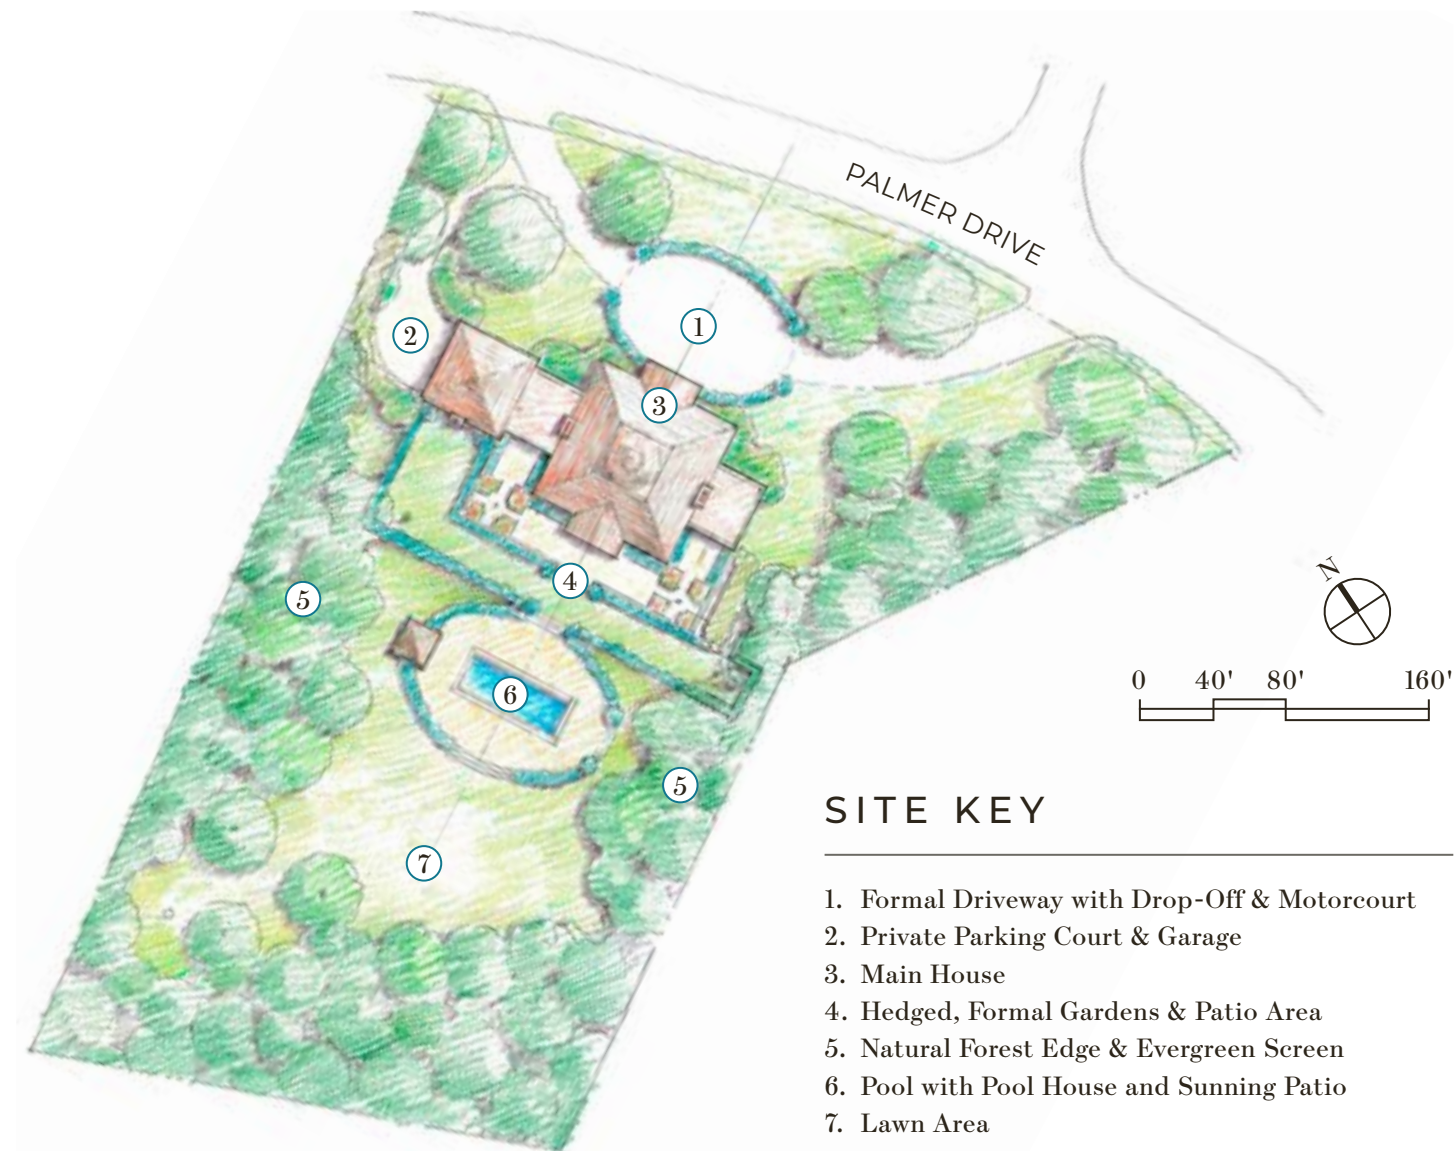 PALMER DRIVE
1
2
3
4
5
6
5
7
N
0 40' 80' 160'
SITE KEY
1. Formal Driveway with Drop-Off & Motorcourt
2. Private Parking Court & Garage
3. Main House
4. Hedged, Formal Gardens & Patio Area
5. Natural Forest Edge & Evergreen Screen
6. Pool with Pool House and Sunning Patio
7. Lawn Area